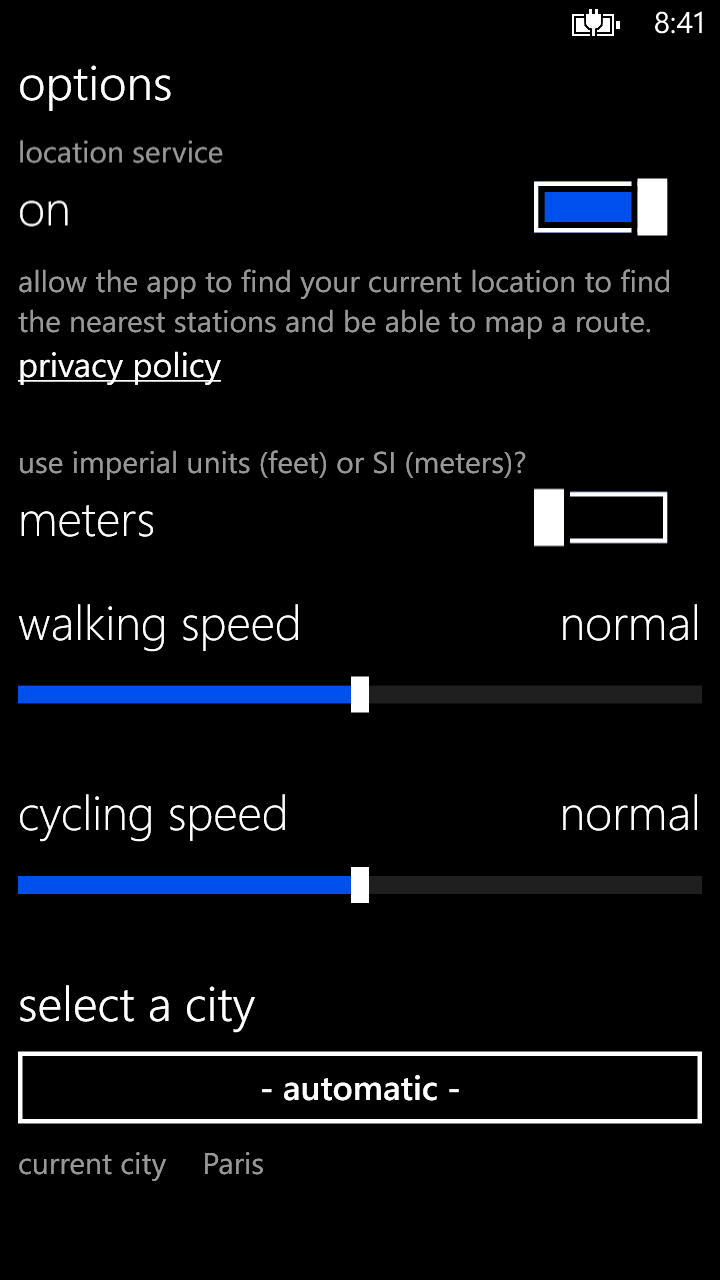 8:41
options
location service
on
allow the app to find your current location to find
the nearest stations and be able to map a route.
privacy policy
use imperial units (feet) or SI (meters)?
meters
walking speed normal
cycling speed normal
select a city
- automatic -
current city Paris